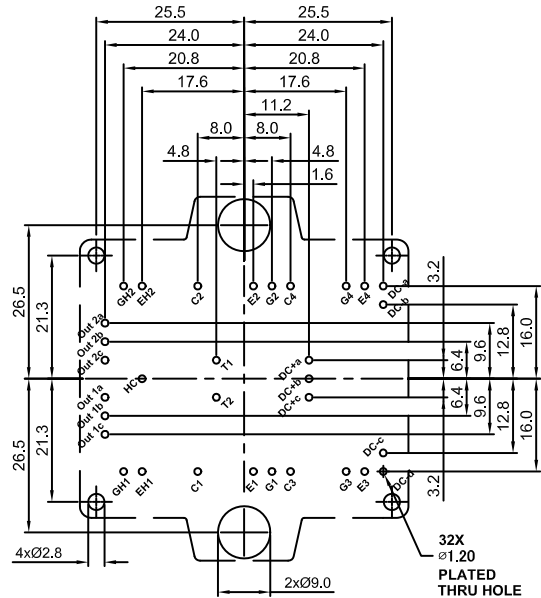 25.5 25.5
24.0 24.0
20.8 20.8
17.6 17.6
11.2
8.0 8.0
4.8 4.8
1.6
3.2
26.5
21.3
GH2 EH2 C2 E2 G2 C4 G4 E4 DC-a
DC-b
Out 2a
Out 2b
Out 2c
T1 DC+a
6.4 9.6 12.8 16.0
HC DC+b
Out 1a
Out 1b
Out 1c
T2 DC+c
6.4 9.6 12.8 16.0
21.3
26.5
DC-c
DC-d
3.2
GH1 EH1 C1 E1 G1 C3 G3 E3
4xØ2.8
2xØ9.0
32X
Ø1.20
PLATED
THRU HOLE